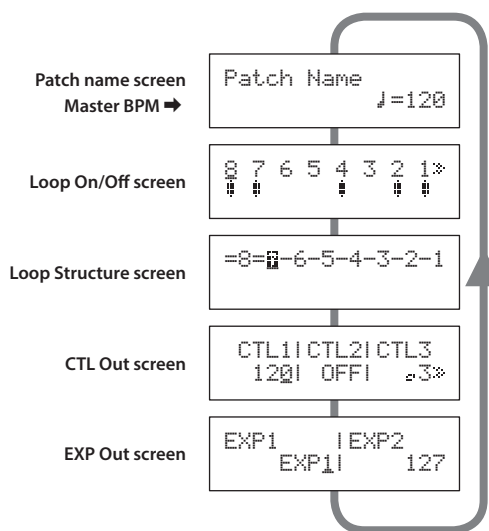 Patch name screen
Master BPM ➡
Patch Name
♩=120
Loop On/Off screen
8 7 6 5 4 3 2 1»
Loop Structure screen
=8=7-6-5-4-3-2-1
CTL Out screen
CTL1|CTL2|CTL3
120| OFF| 3»
EXP Out screen
EXP1 |EXP2
EXP1| 127